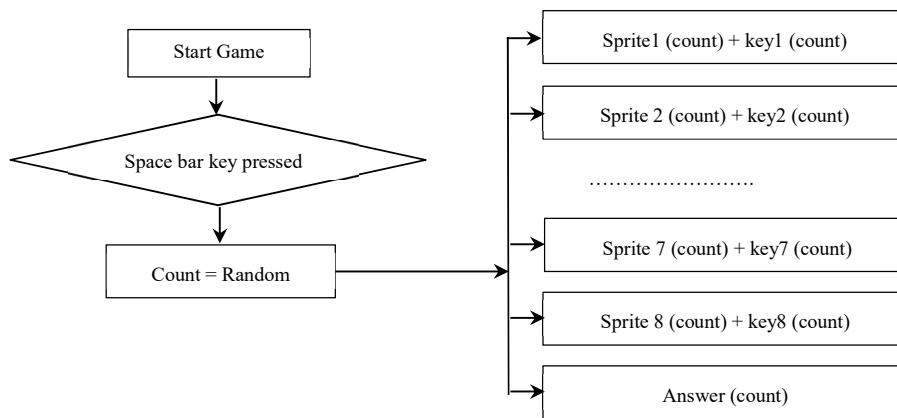 Start Game
Space bar key pressed
Count = Random
Sprite1 (count) + key1 (count)
Sprite 2 (count) + key2 (count)
.........................
Sprite 7 (count) + key7 (count)
Sprite 8 (count) + key8 (count)
Answer (count)